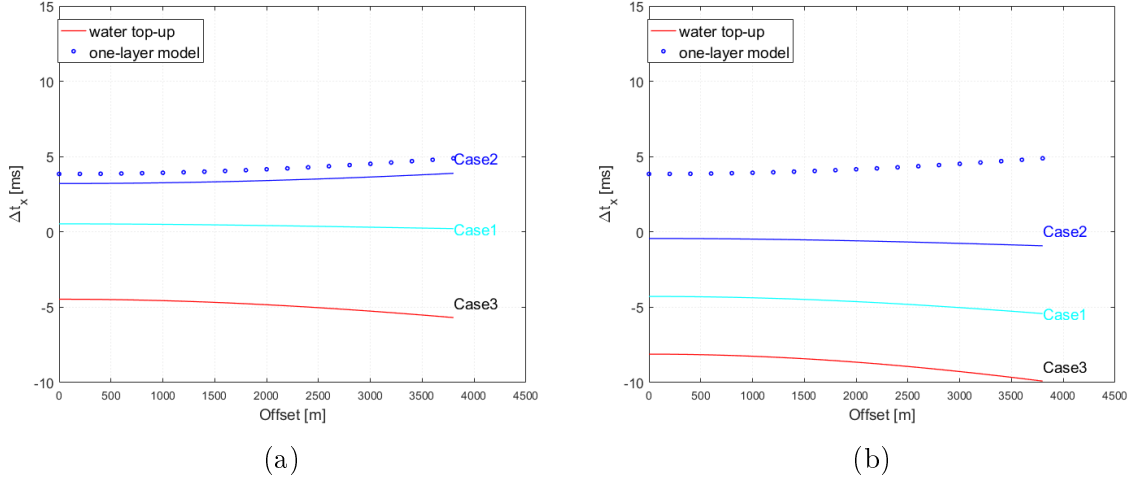 15
10
5
0
-5
-10
Δtx [ms]
water top-up
one-layer model
Case2
Case1
Case3
0 500 1000 1500 2000 2500 3000 3500 4000 4500
Offset [m]
(a)
15
10
5
0
-5
-10
Δtx [ms]
water top-up
one-layer model
Case2
Case1
Case3
0 500 1000 1500 2000 2500 3000 3500 4000 4500
Offset [m]
(b)